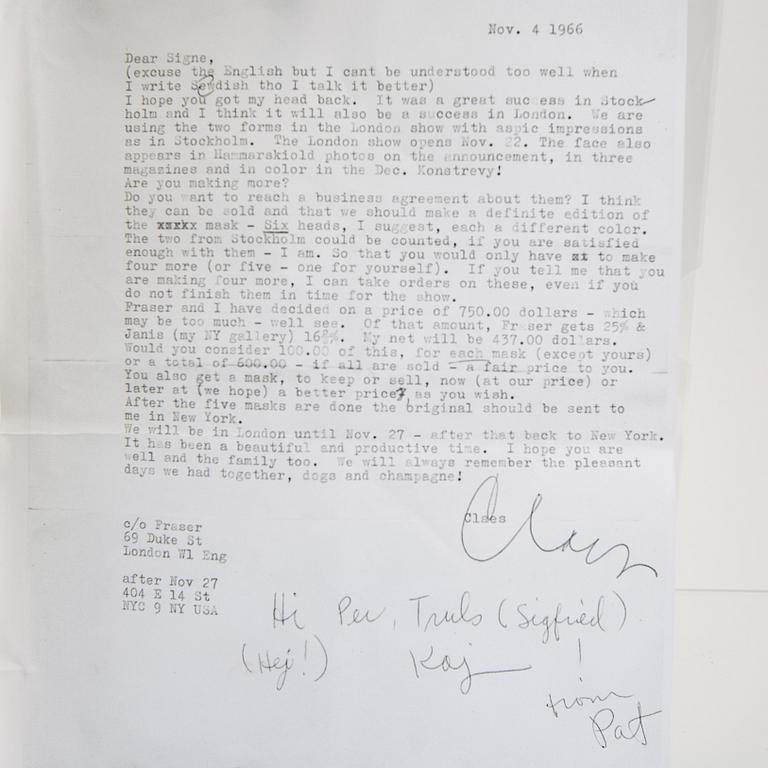 Nov. 4 1966
Dear Signe,
(excuse the English but I cant be understood too well when
I write Sewdish tho I talk it better)
I hope you got my head back. It was a great success in Stock
holm and I think it will also be a success in London. We are
using the two forms in the London show with aspic impressions
as in Stockholm. The London show opens Nov. 22. The face also
appears in Hammarskiold photos on the announcement, in three
magazines and in color in the Dec. Konstrevy!
Are you making more?
Do you want to reach a business agreement about them? I think
they can be sold and that we should make a definite edition of
the mask - Six heads, I suggest, each a different color.
The two from Stockholm could be counted, if you are satisfied
enough with them - I am. So that you would only have to make
four more (or five - one for yourself). If you tell me that you
are making four more, I can take orders on these, even if you
do not finish them in time for the show.
Fraser and I have decided on a price of 750.00 dollars - which
may be too much - well see. Of that amount, Fraser gets 25% &
Janis (my NY gallery) 16⅔%. My net will be 437.00 dollars.
Would you consider 100.00 of this, for each mask (except yours)
or a total of 600.00 - if all are sold - a fair price to you.
You also get a mask, to keep or sell, now (at our price) or
later at (we hope) a better price, as you wish.
After the five masks are done the original should be sent to
me in New York.
We will be in London until Nov. 27 - after that back to New York.
It has been a beautiful and productive time. I hope you are
well and the family too. We will always remember the pleasant
days we had together, dogs and champagne!
Claes
Claes
c/o Fraser
69 Duke St
London W1 Eng
after Nov 27
404 E 14 St
NYC 9 NY USA
Hi Per, Truls (Sigfried)
(Hej!) Kaj !
from
Pat